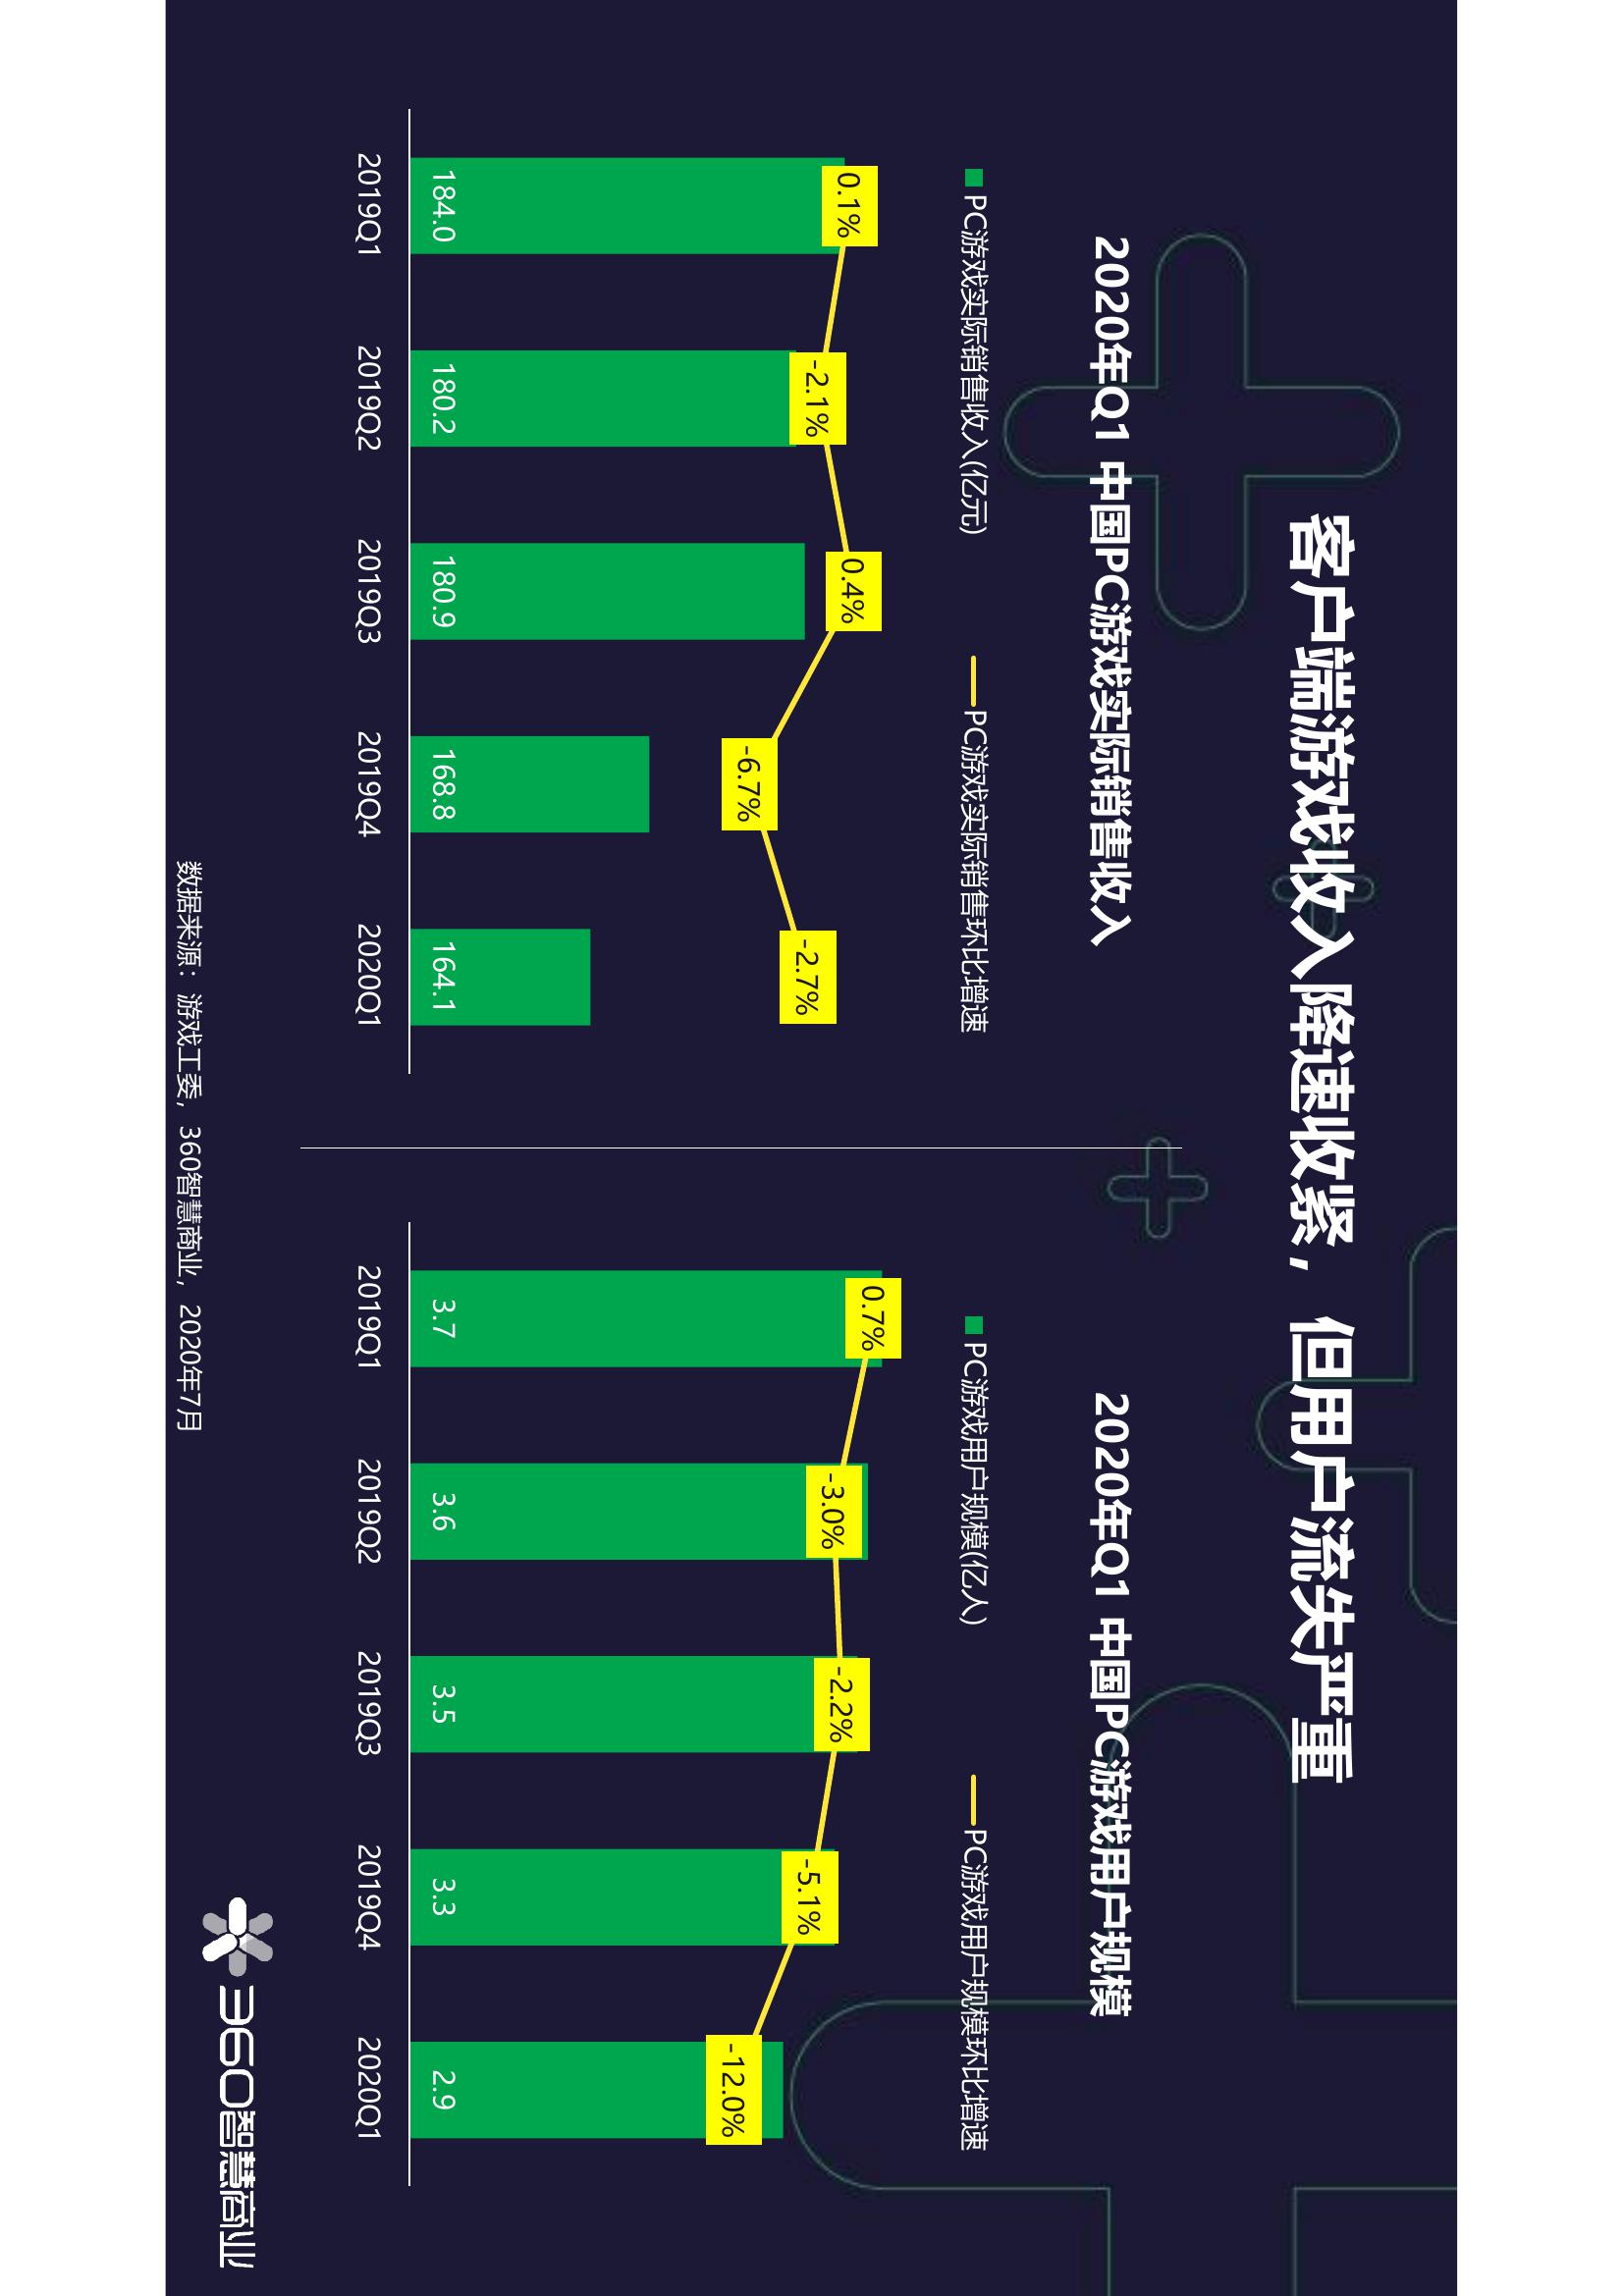 客户端游戏收入降速收紧，但用户流失严重
2020年Q1 中国PC游戏实际销售收入
PC游戏实际销售收入(亿元)
PC游戏实际销售环比增速
0.1%
-2.1%
0.4%
-6.7%
-2.7%
184.0
180.2
180.9
168.8
164.1
2019Q1
2019Q2
2019Q3
2019Q4
2020Q1
2020年Q1 中国PC游戏用户规模
PC游戏用户规模(亿人)
PC游戏用户规模环比增速
0.7%
-3.0%
-2.2%
-5.1%
-12.0%
3.7
3.6
3.5
3.3
2.9
2019Q1
2019Q2
2019Q3
2019Q4
2020Q1
数据来源：游戏工委，360智慧商业，2020年7月
360智慧商业